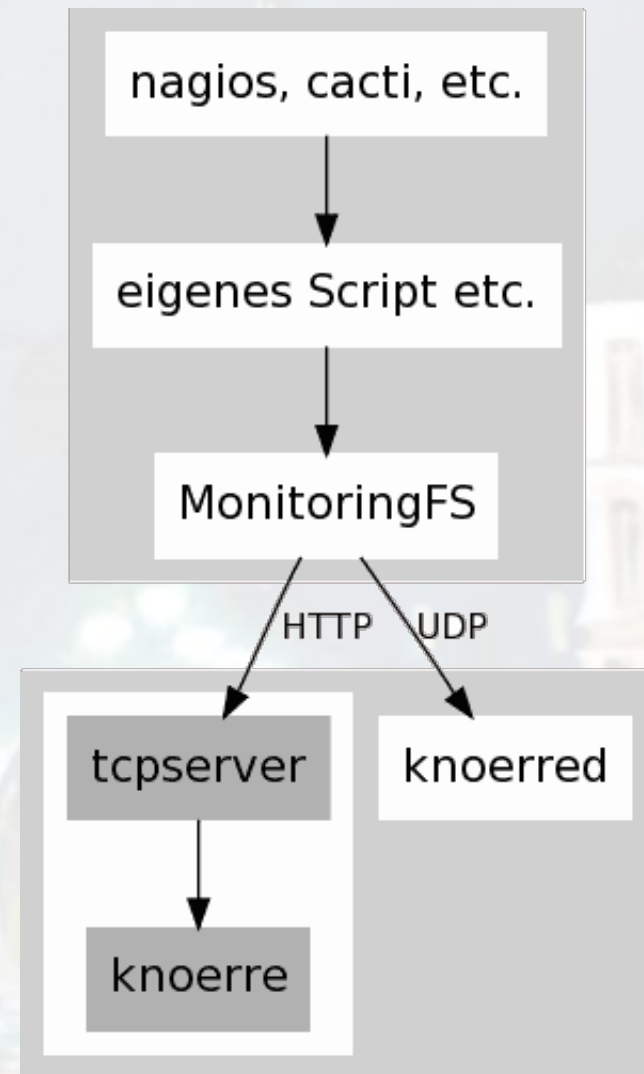 nagios, cacti, etc.
eigenes Script etc.
MonitoringFS
HTTP
UDP
tcpserver
knoerred
knoerre